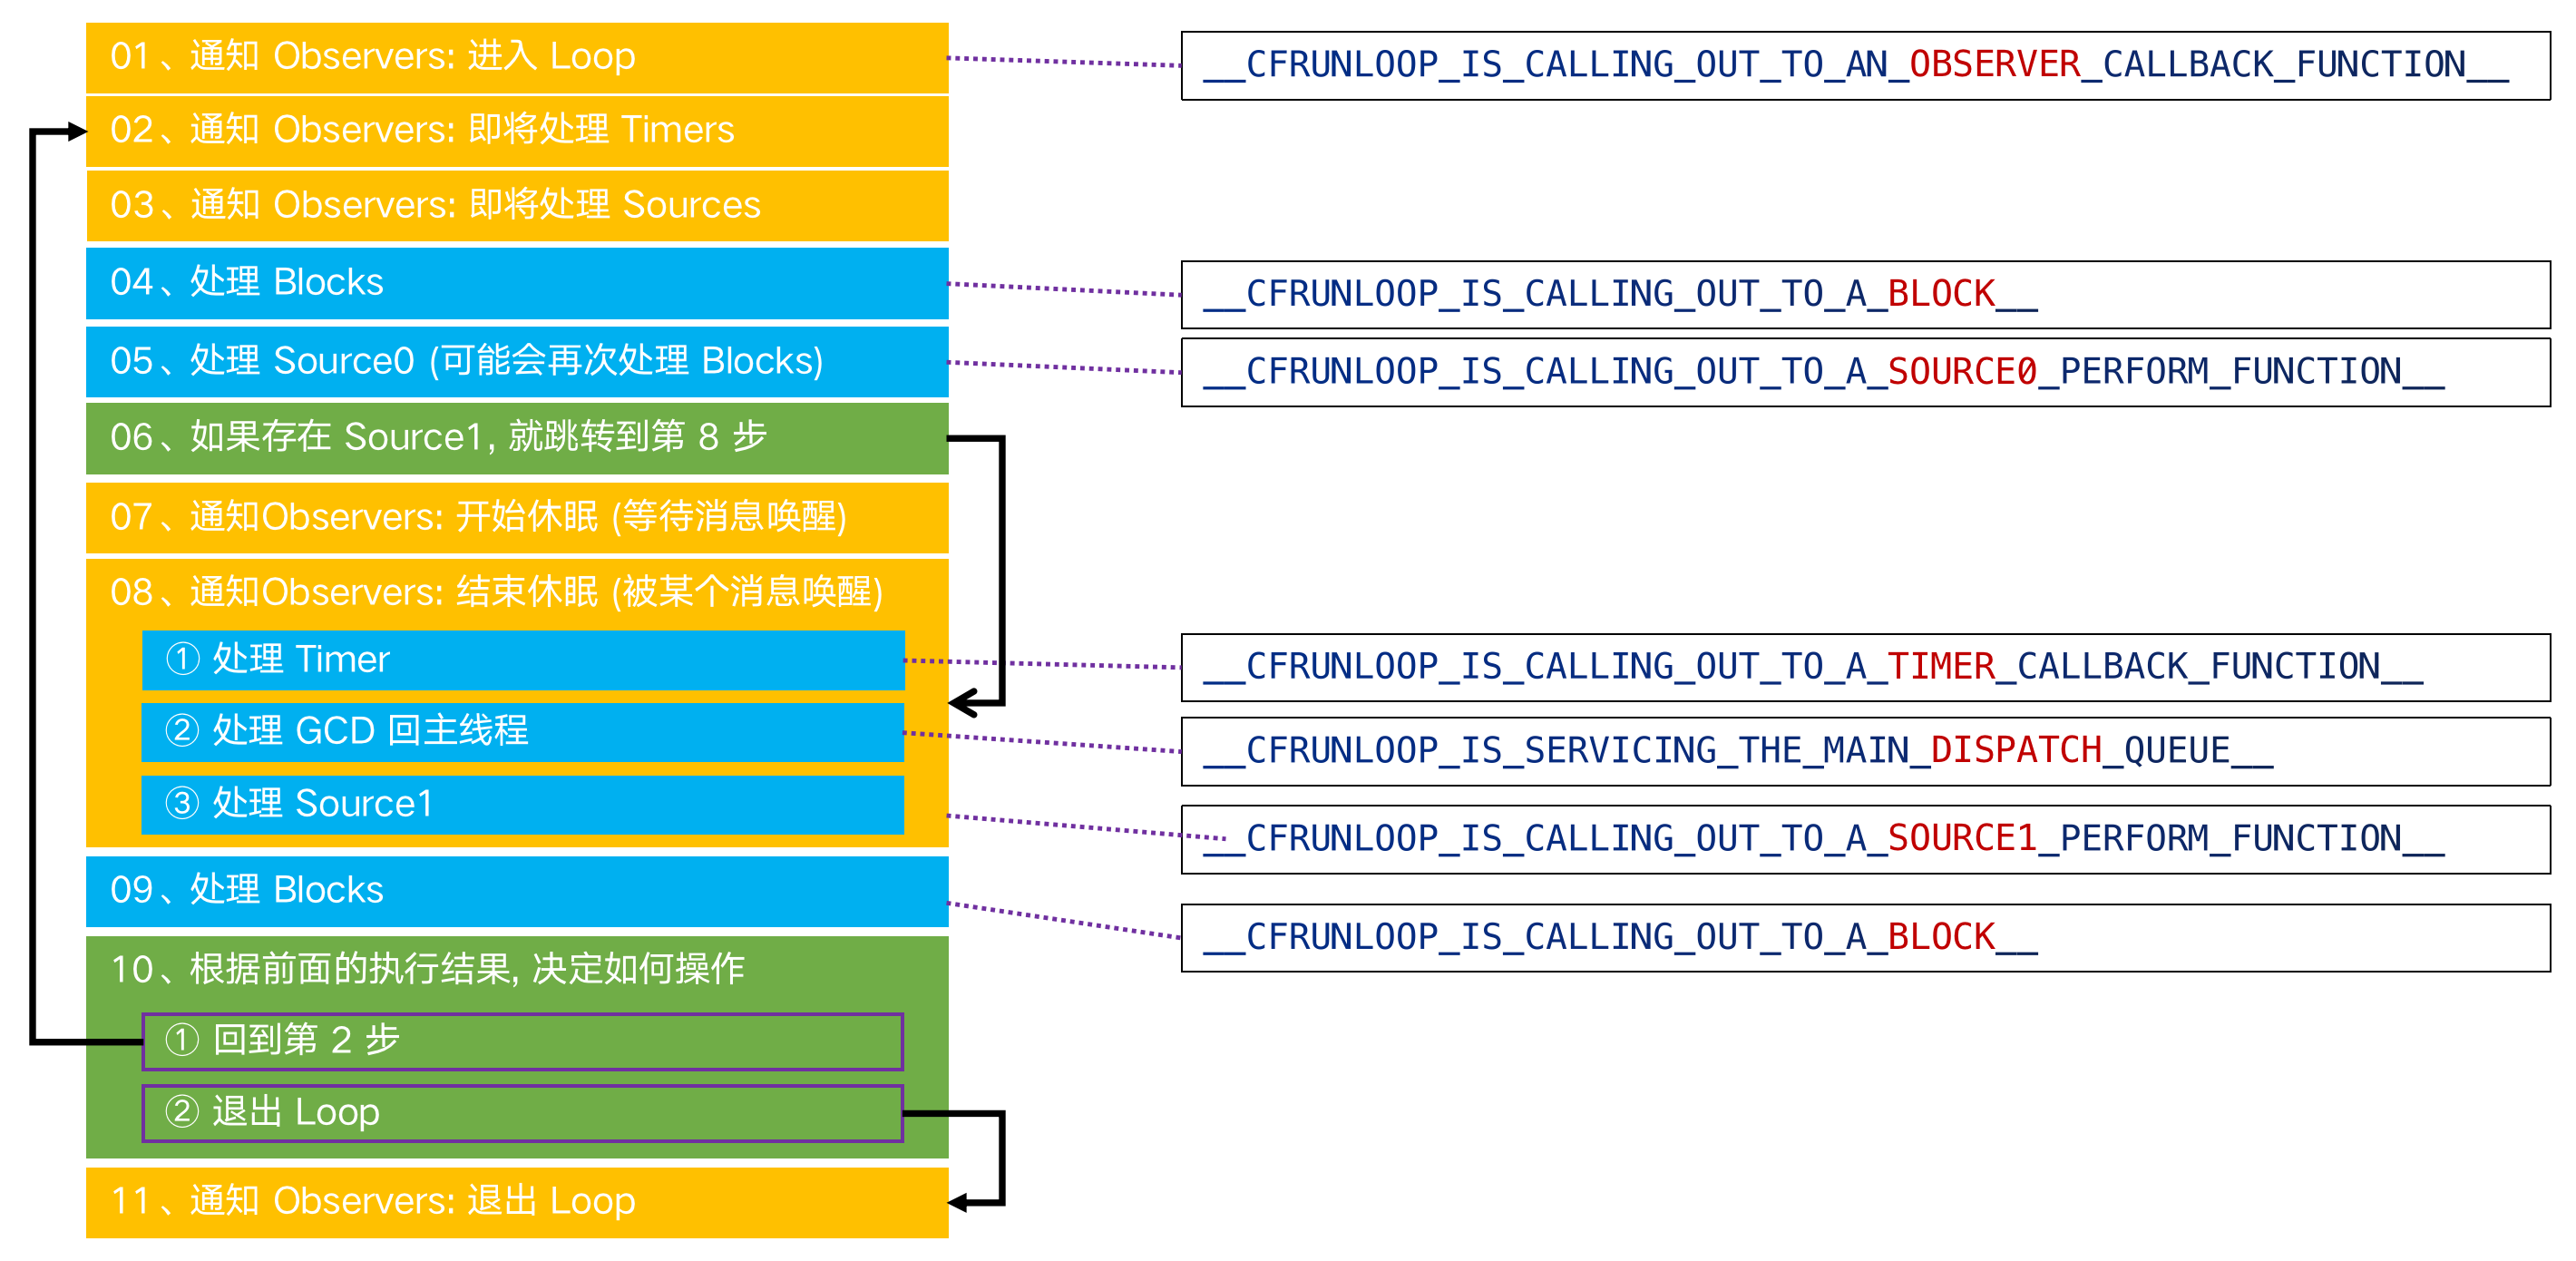 01、通知 Observers: 进入 Loop
__CFRUNLOOP_IS_CALLING_OUT_TO_AN_OBSERVER_CALLBACK_FUNCTION__
02、通知 Observers: 即将处理 Timers
03、通知 Observers: 即将处理 Sources
04、处理 Blocks
__CFRUNLOOP_IS_CALLING_OUT_TO_A_BLOCK__
05、处理 Source0 (可能会再次处理 Blocks)
__CFRUNLOOP_IS_CALLING_OUT_TO_A_SOURCE0_PERFORM_FUNCTION__
06、如果存在 Source1, 就跳转到第 8 步
07、通知Observers: 开始休眠 (等待消息唤醒)
08、通知Observers: 结束休眠 (被某个消息唤醒)
① 处理 Timer
__CFRUNLOOP_IS_CALLING_OUT_TO_A_TIMER_CALLBACK_FUNCTION__
② 处理 GCD 回主线程
__CFRUNLOOP_IS_SERVICING_THE_MAIN_DISPATCH_QUEUE__
③ 处理 Source1
__CFRUNLOOP_IS_CALLING_OUT_TO_A_SOURCE1_PERFORM_FUNCTION__
09、处理 Blocks
__CFRUNLOOP_IS_CALLING_OUT_TO_A_BLOCK__
10、根据前面的执行结果, 决定如何操作
① 回到第 2 步
② 退出 Loop
11、通知 Observers: 退出 Loop